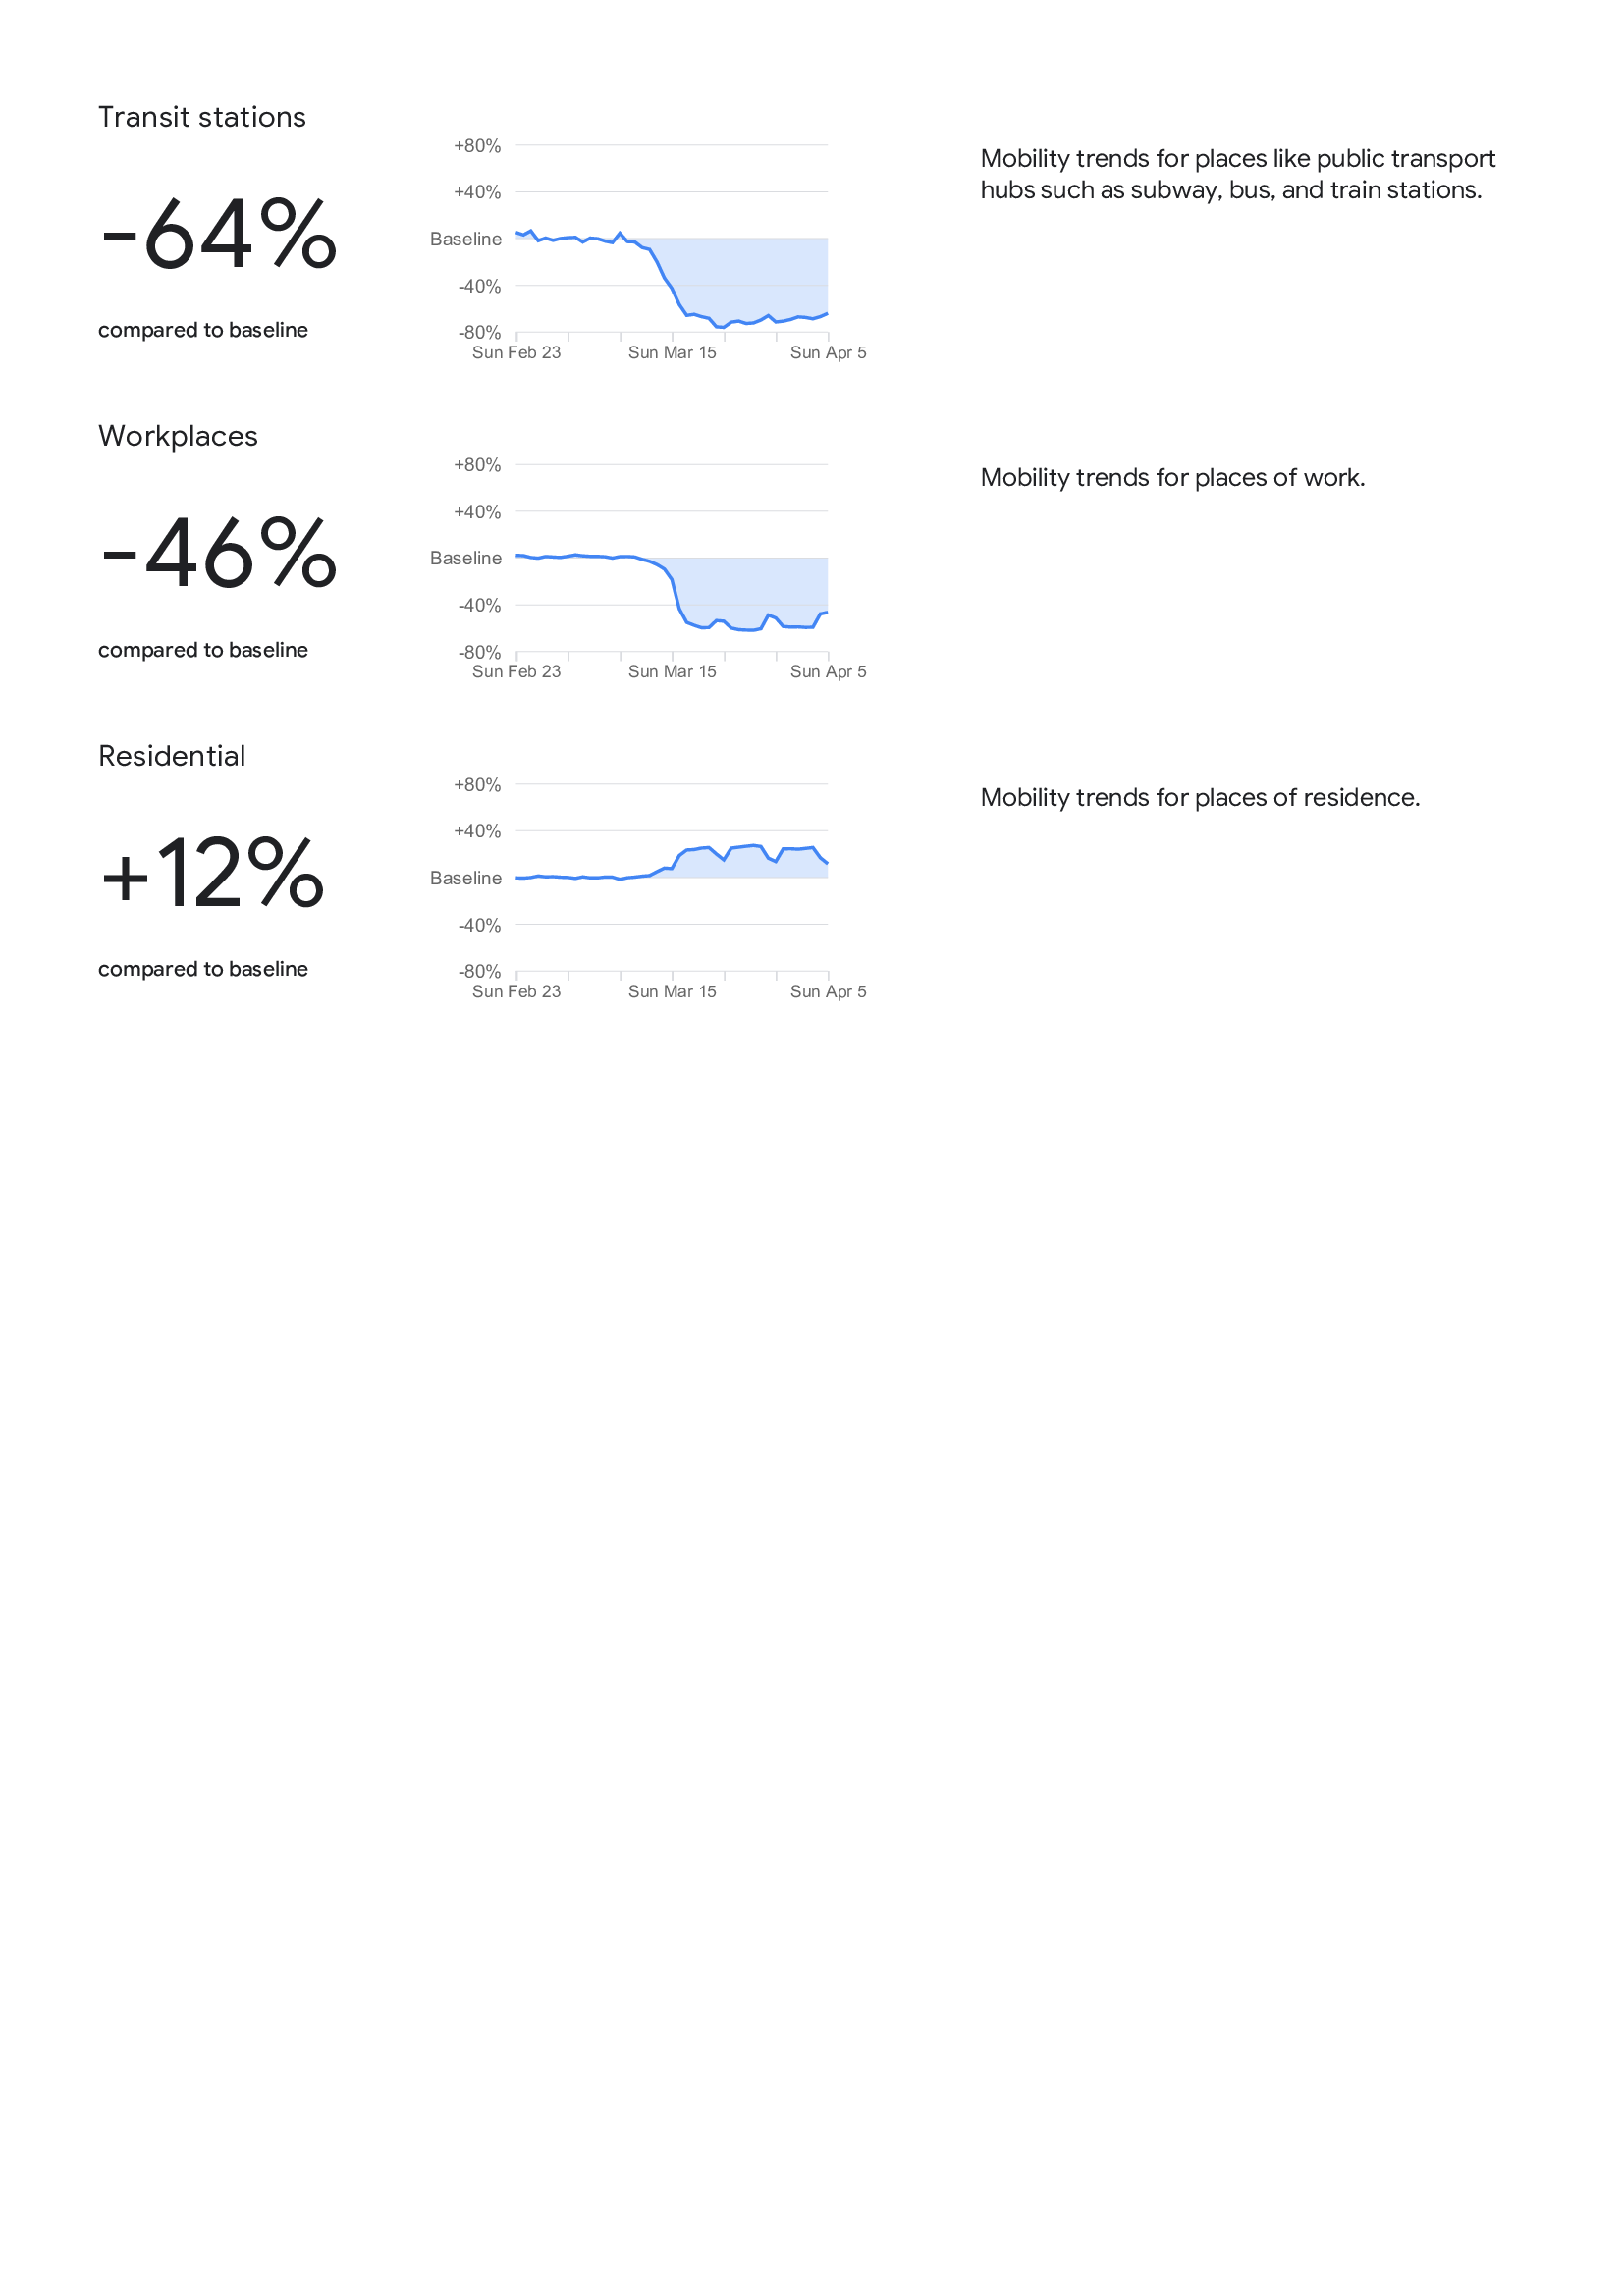 Transit stations
-64%
compared to baseline
+80%
+40%
Baseline
-40%
-80%
Sun Feb 23 Sun Mar 15 Sun Apr 5
Mobility trends for places like public transport
hubs such as subway, bus, and train stations.
Workplaces
-46%
compared to baseline
+80%
+40%
Baseline
-40%
-80%
Sun Feb 23 Sun Mar 15 Sun Apr 5
Mobility trends for places of work.
Residential
+12%
compared to baseline
+80%
+40%
Baseline
-40%
-80%
Sun Feb 23 Sun Mar 15 Sun Apr 5
Mobility trends for places of residence.